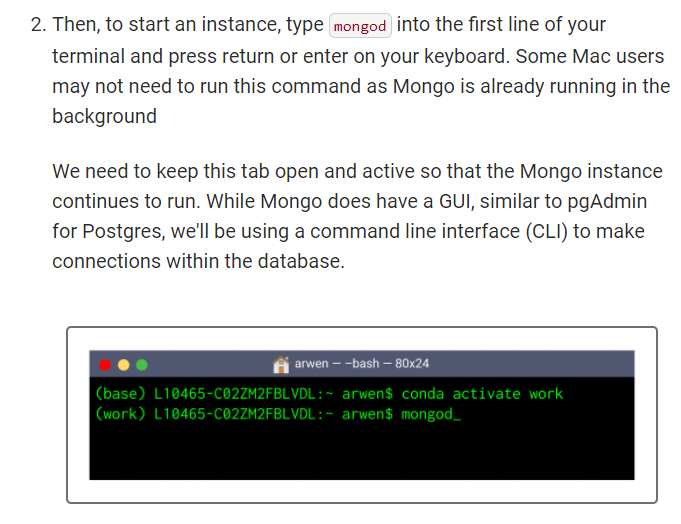 2. Then, to start an instance, type mongod into the first line of your
terminal and press return or enter on your keyboard. Some Mac users
may not need to run this command as Mongo is already running in the
background
We need to keep this tab open and active so that the Mongo instance
continues to run. While Mongo does have a GUI, similar to pgAdmin
for Postgres, we'll be using a command line interface (CLI) to make
connections within the database.
arwen — -bash — 80x24
(base) L10465-C02ZM2FBLVDL:~ arwen$ conda activate work
(work) L10465-C02ZM2FBLVDL:~ arwen$ mongod_